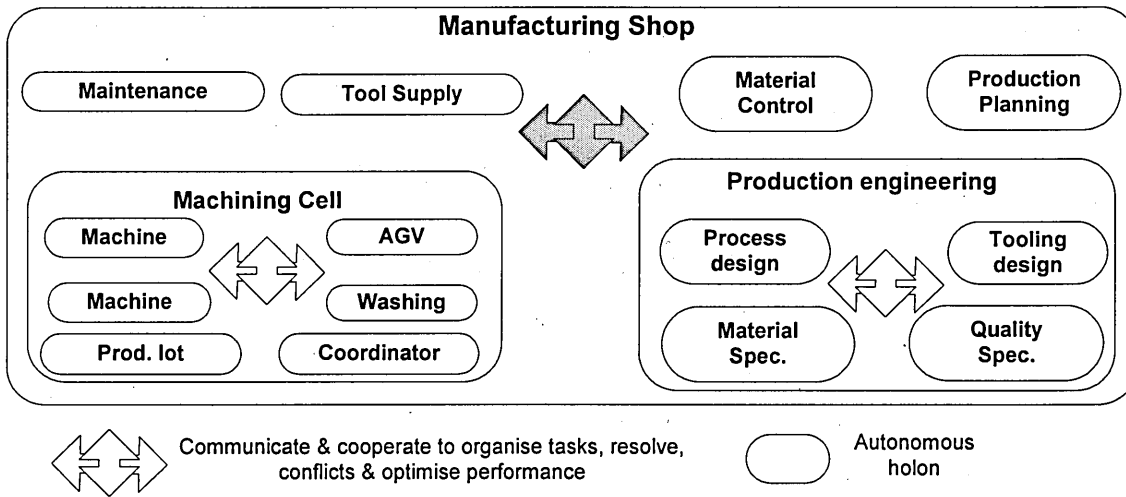 Manufacturing Shop
Maintenance
Tool Supply
Material
Control
Production
Planning
Machining Cell
Machine
AGV
Machine
Washing
Prod. lot
Coordinator
Production engineering
Process
design
Tooling
design
Material
Spec.
Quality
Spec.
Communicate & cooperate to organise tasks, resolve,
conflicts & optimise performance
Autonomous
holon